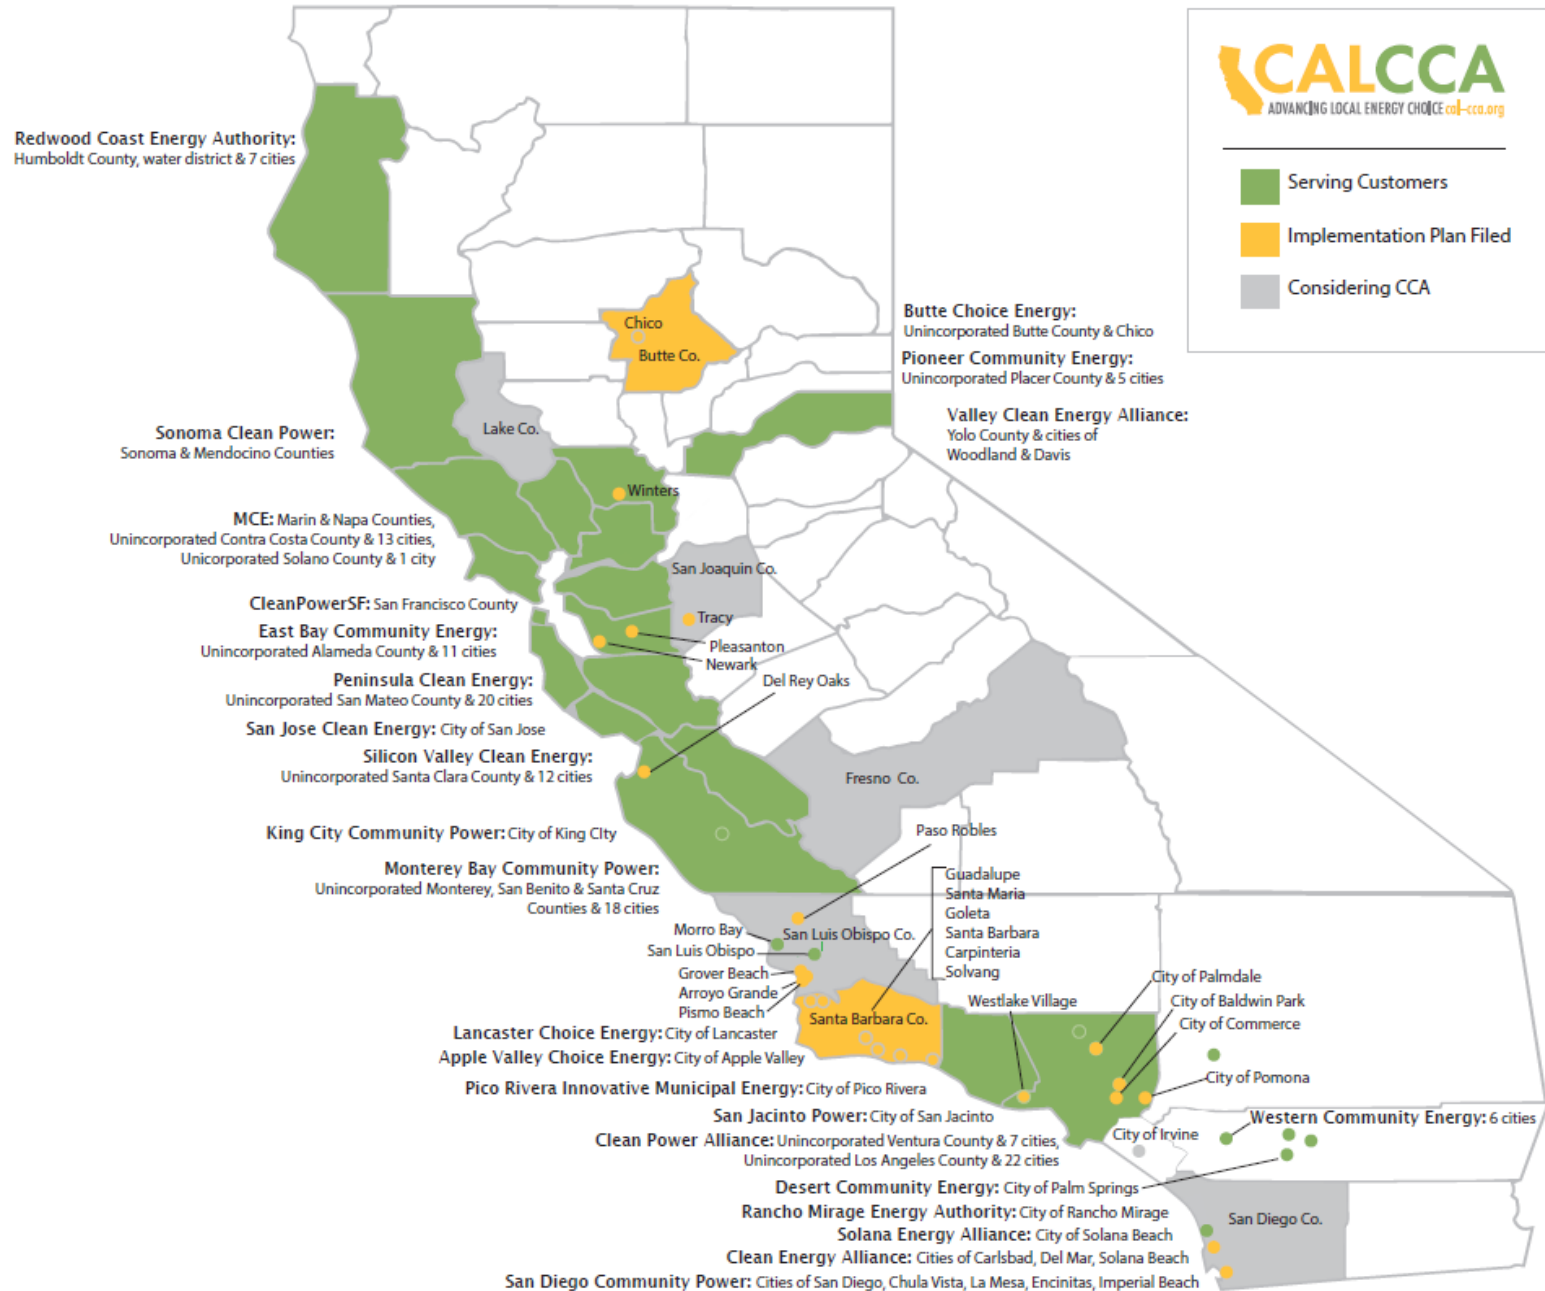 CALCCA
ADVANCING LOCAL ENERGY CHOICE cal-cca.org
Serving Customers
Implementation Plan Filed
Considering CCA
Redwood Coast Energy Authority:
Humboldt County, water district & 7 cities
Chico
Butte Co.
Butte Choice Energy:
Unincorporated Butte County & Chico
Pioneer Community Energy:
Unincorporated Placer County & 5 cities
Valley Clean Energy Alliance:
Yolo County & cities of
Woodland & Davis
Lake Co.
Sonoma Clean Power:
Sonoma & Mendocino Counties
Winters
MCE: Marin & Napa Counties,
Unincorporated Contra Costa County & 13 cities,
Unicorporated Solano County & 1 city
San Joaquin Co.
Tracy
CleanPowerSF: San Francisco County
East Bay Community Energy:
Unincorporated Alameda County & 11 cities
Pleasanton
Newark
Del Rey Oaks
Peninsula Clean Energy:
Unincorporated San Mateo County & 20 cities
San Jose Clean Energy: City of San Jose
Silicon Valley Clean Energy:
Unincorporated Santa Clara County & 12 cities
Fresno Co.
King City Community Power: City of King CIty
Paso Robles
Monterey Bay Community Power:
Unincorporated Monterey, San Benito & Santa Cruz
Counties & 18 cities
Guadalupe
Santa Maria
Goleta
Santa Barbara
Carpinteria
Solvang
Morro Bay
San Luis Obispo Co.
San Luis Obispo
Grover Beach
Arroyo Grande
Pismo Beach
Santa Barbara Co.
Westlake Village
City of Palmdale
City of Baldwin Park
City of Commerce
City of Pomona
Lancaster Choice Energy: City of Lancaster
Apple Valley Choice Energy: City of Apple Valley
Pico Rivera Innovative Municipal Energy: City of Pico Rivera
San Jacinto Power: City of San Jacinto
Western Community Energy: 6 cities
City of Irvine
Clean Power Alliance: Unincorporated Ventura County & 7 cities,
Unincorporated Los Angeles County & 22 cities
Desert Community Energy: City of Palm Springs
Rancho Mirage Energy Authority: City of Rancho Mirage
San Diego Co.
Solana Energy Alliance: City of Solana Beach
Clean Energy Alliance: Cities of Carlsbad, Del Mar, Solana Beach
San Diego Community Power: Cities of San Diego, Chula Vista, La Mesa, Encinitas, Imperial Beach